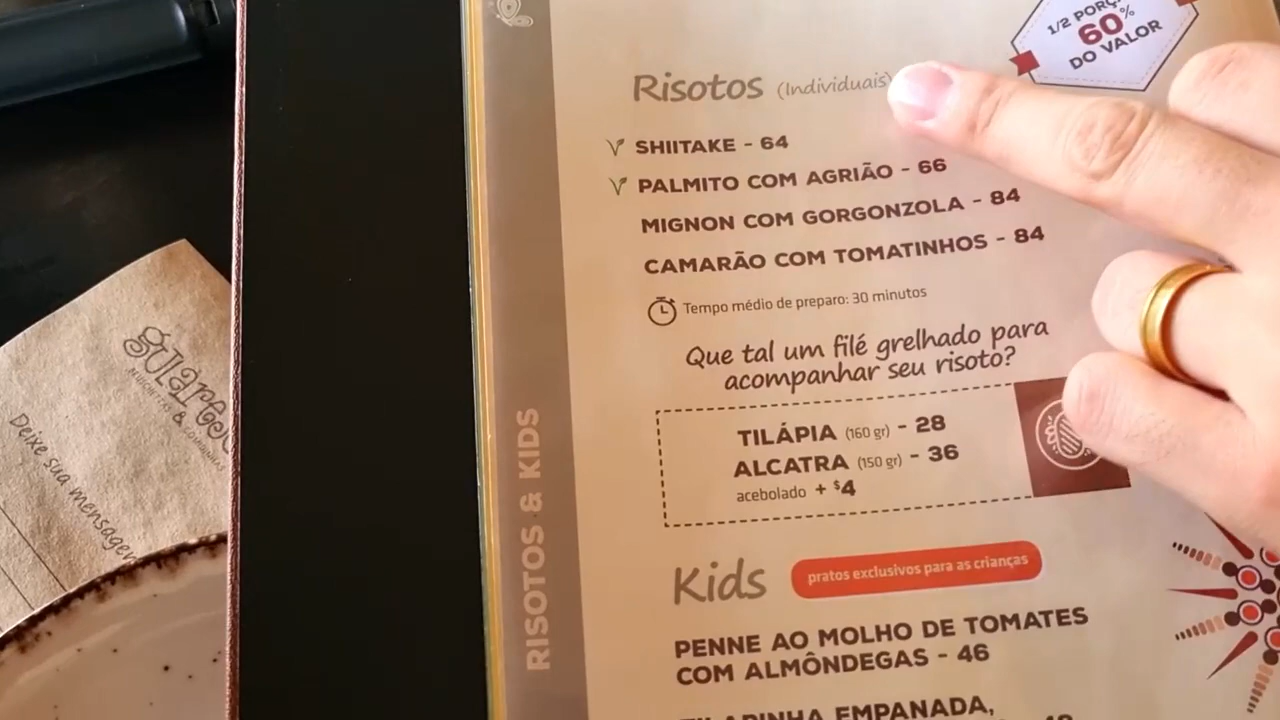 1/2 PORÇ.
60%
DO VALOR
Risotos (Individuais)
SHIITAKE - 64
PALMITO COM AGRIÃO - 66
MIGNON COM GORGONZOLA - 84
CAMARÃO COM TOMATINHOS - 84
Tempo médio de preparo: 30 minutos
Que tal um filé grelhado para
acompanhar seu risoto?
TILÁPIA (160 gr) - 28
ALCATRA (150 gr) - 36
acebolado + $4
Kids pratos exclusivos para as crianças
PENNE AO MOLHO DE TOMATES
COM ALMÔNDEGAS - 46
EMPANADA,
RISOTOS & KIDS
Deixe sua mensagem